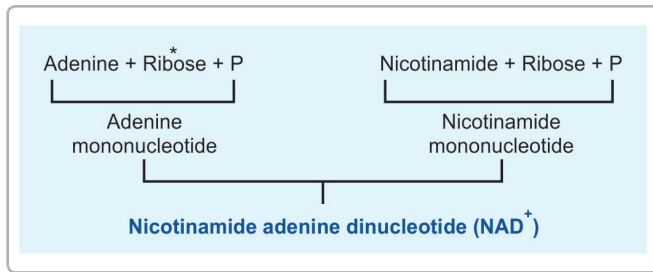 Adenine + Ribose* + P
Nicotinamide + Ribose + P
Adenine
mononucleotide
Nicotinamide
mononucleotide
Nicotinamide adenine dinucleotide (NAD⁺)